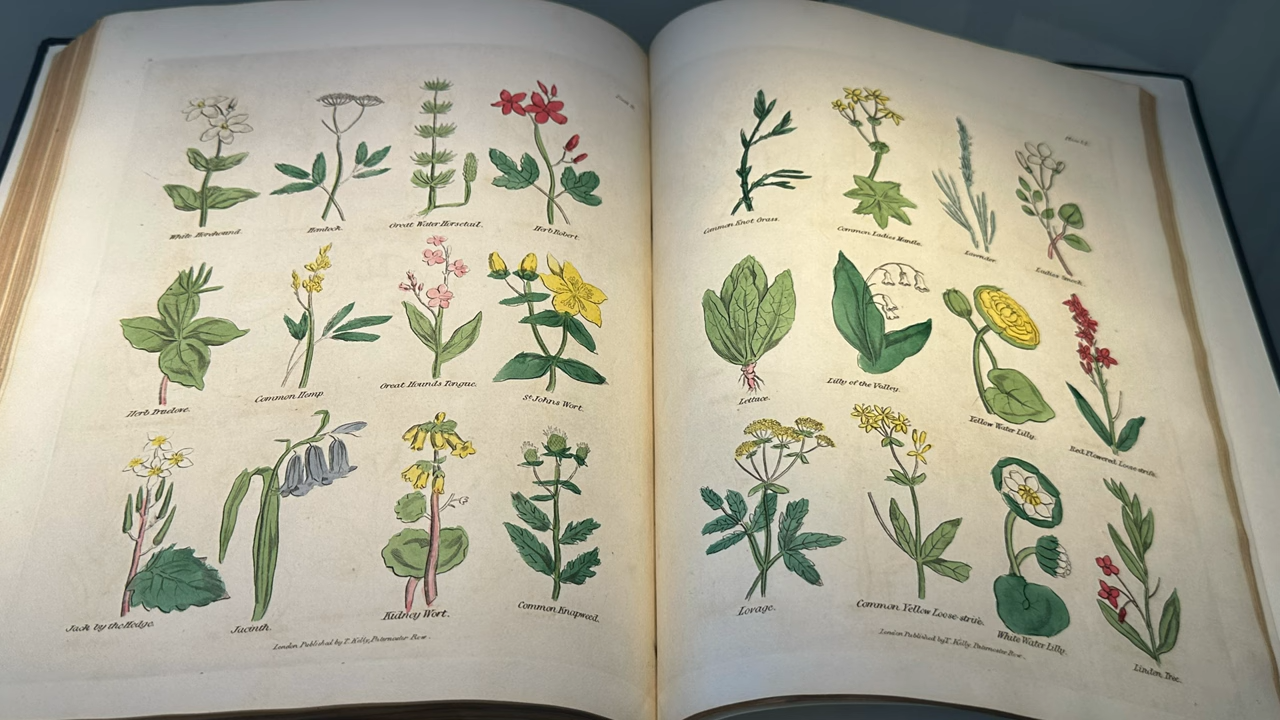 White Horehound.
Hemlock.
Great Water Horsetail.
Herb Robert.
Herb Truelove.
Common Hemp
Great Hounds Tongue.
St. Johns Wort.
Jack by the Hedge.
Jacinth.
Kidney Wort.
Common Knapweed.
London Published by T. Kelly, Paternoster Row.
Common Knot Grass.
Common Ladies Mantle.
Lavender
Ladies Smock.
Lettuce.
Lilly of the Valley.
Yellow Water Lilly.
Red Flowered Loose strife.
Lovage.
Common Yellow Loose-strife.
White Water Lilly.
Linden Tree.
London Published by T. Kelly, Paternoster Row.